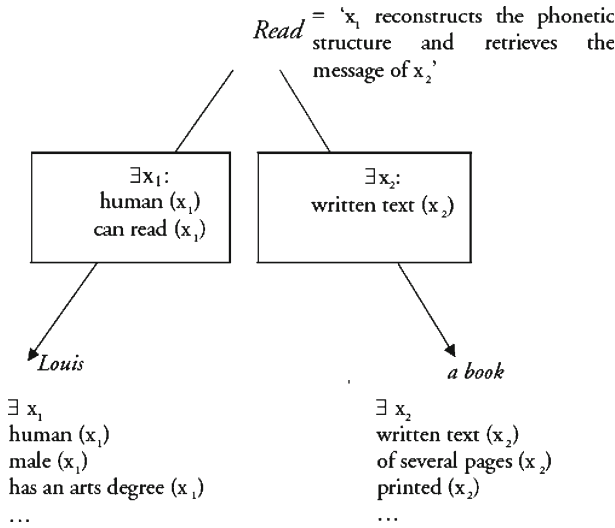 Read = ‘x₁ reconstructs the phonetic
structure and retrieves the
message of x₂’
∃x₁:
human (x₁)
can read (x₁)
∃x₂:
written text (x₂)
Louis
a book
∃ x₁
human (x₁)
male (x₁)
has an arts degree (x₁)
...
∃ x₂
written text (x₂)
of several pages (x₂)
printed (x₂)
...